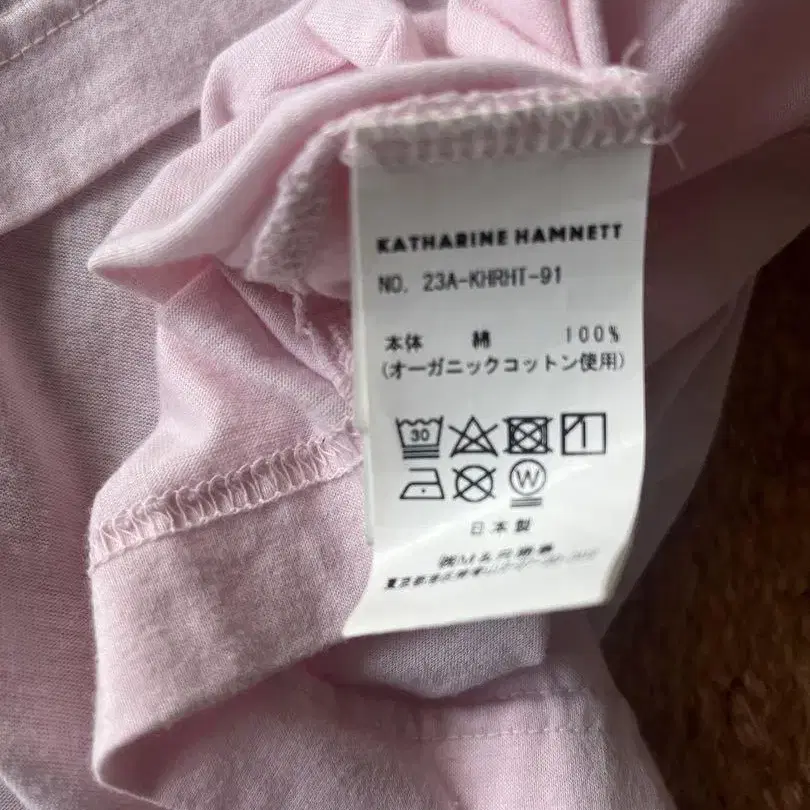 KATHARINE HAMNETT
NO. 23A-KHRHT-91
本体 綿 100%
(オーガニックコットン使用)
30
W
日本製